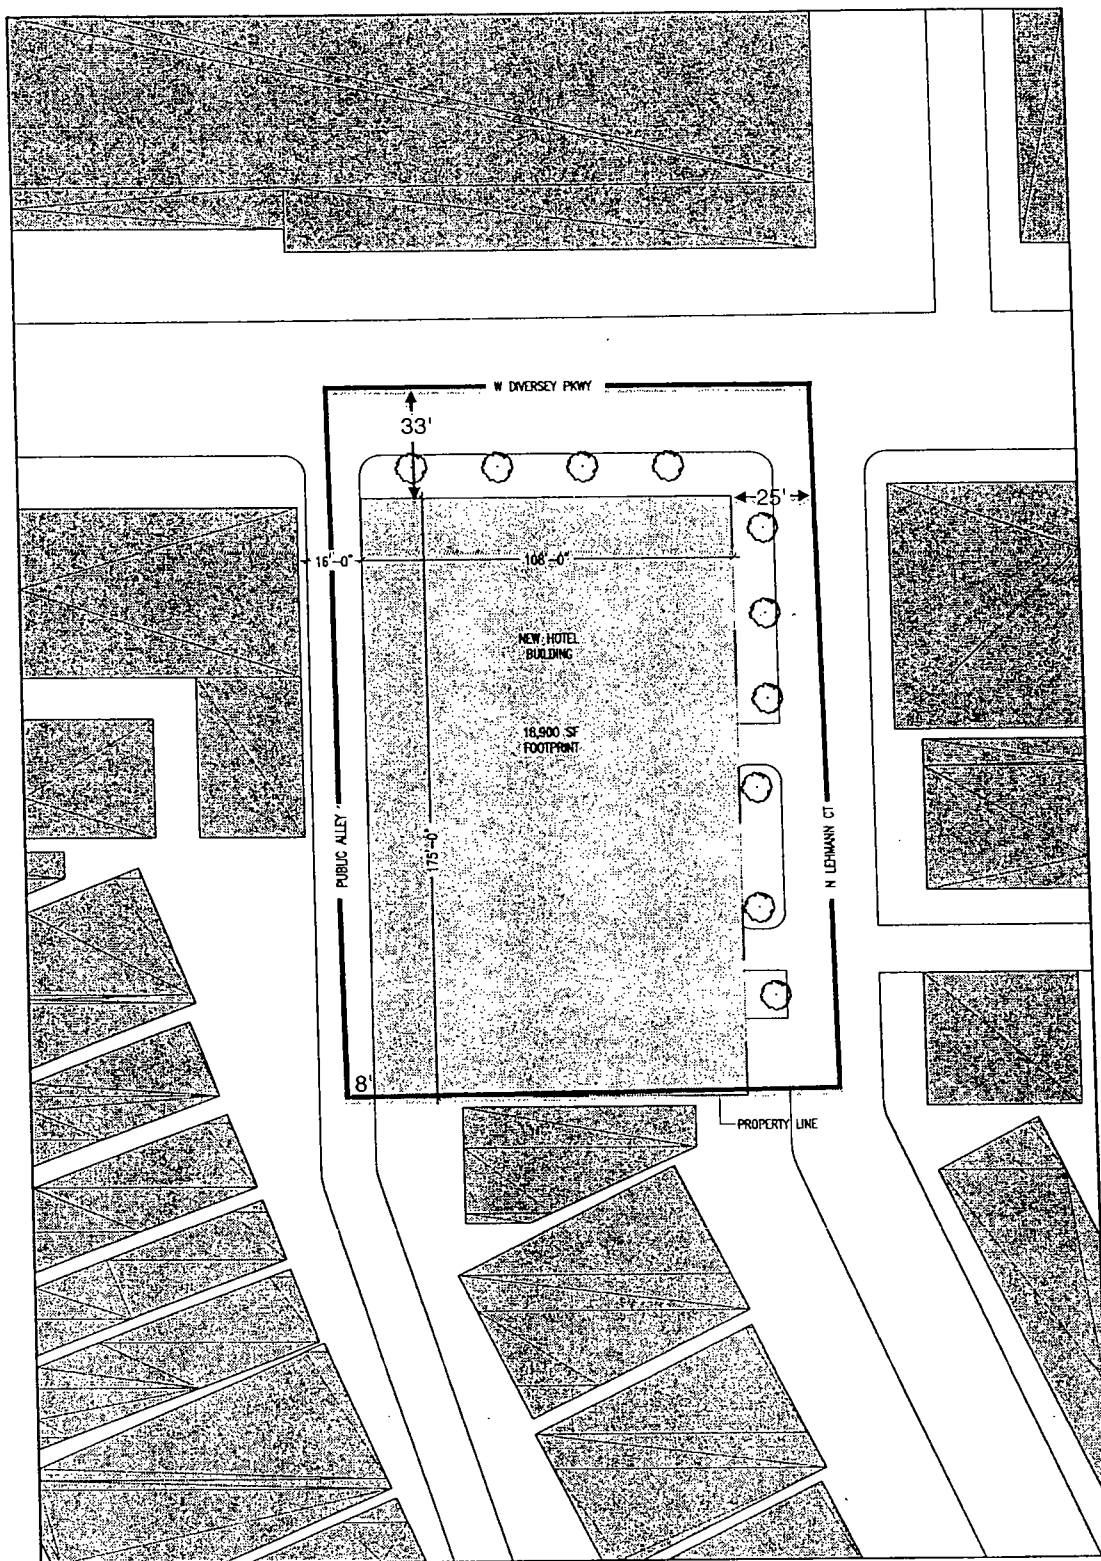 W DIVERSEY PKWY
33'
25'
16'-0"
108'-0"
NEW HOTEL
BUILDING
18,900 SF
FOOTPRINT
PUBLIC ALLEY
175'-0"
N LEHMANN CT
8'
PROPERTY LINE